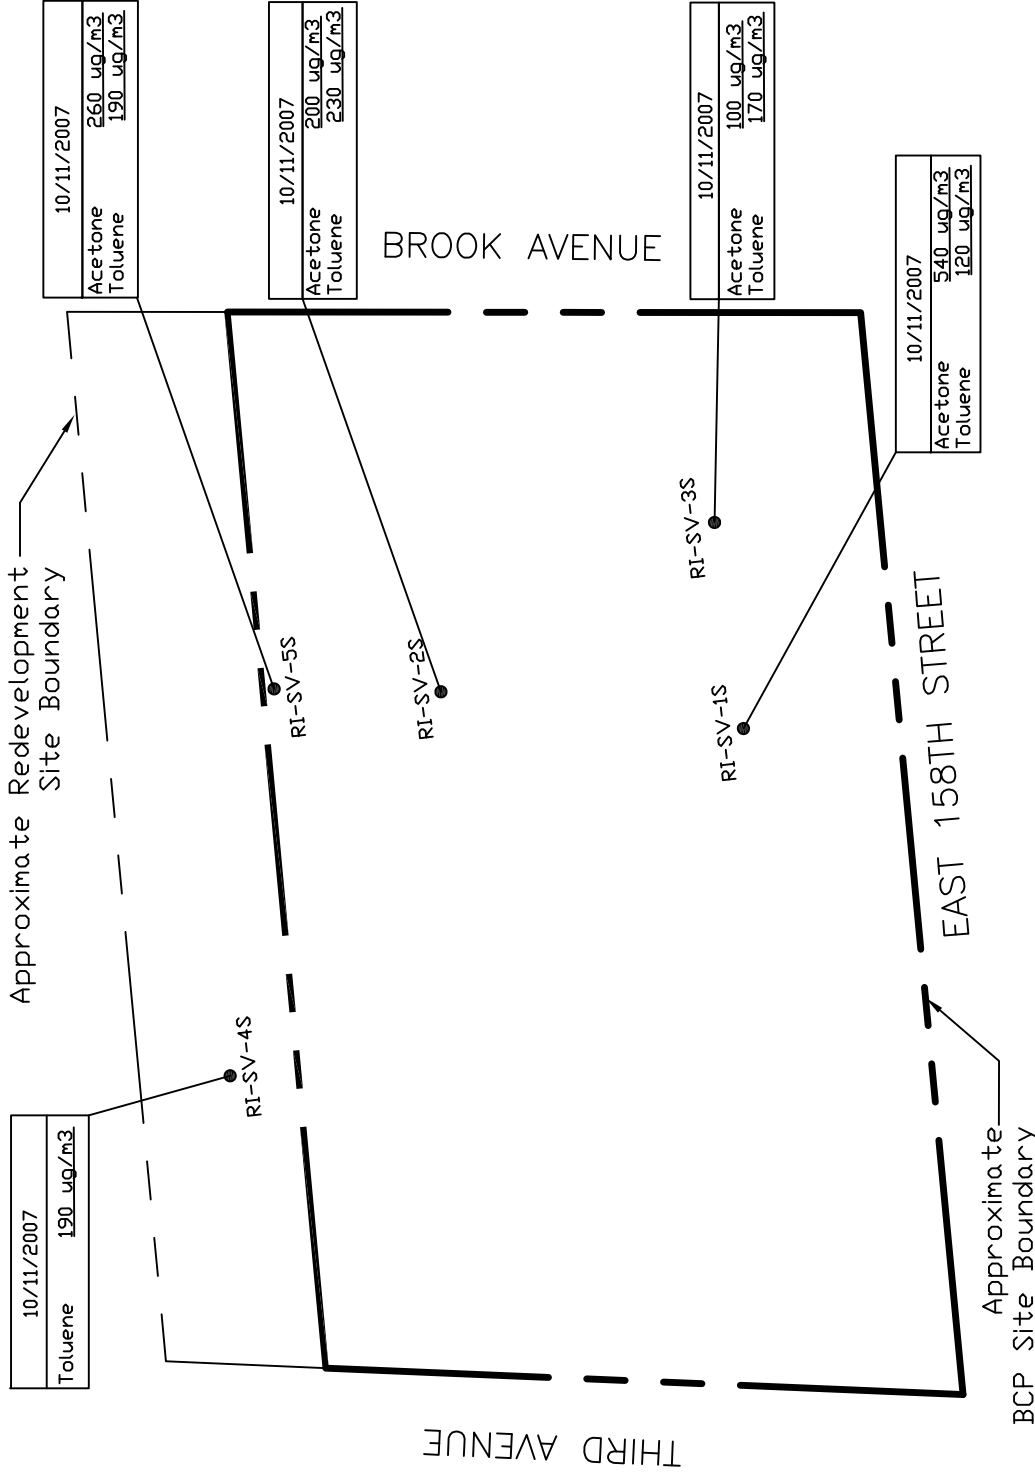 10/11/2007
Acetone 260 ug/m3
Toluene 190 ug/m3
10/11/2007
Acetone 200 ug/m3
Toluene 230 ug/m3
10/11/2007
Acetone 100 ug/m3
Toluene 170 ug/m3
10/11/2007
Acetone 540 ug/m3
Toluene 120 ug/m3
10/11/2007
Toluene 190 ug/m3
Approximate Redevelopment
Site Boundary
BROOK AVENUE
RI-SV-5S
RI-SV-2S
RI-SV-3S
RI-SV-1S
RI-SV-4S
EAST 158TH STREET
THIRD AVENUE
Approximate
BCP Site Boundary